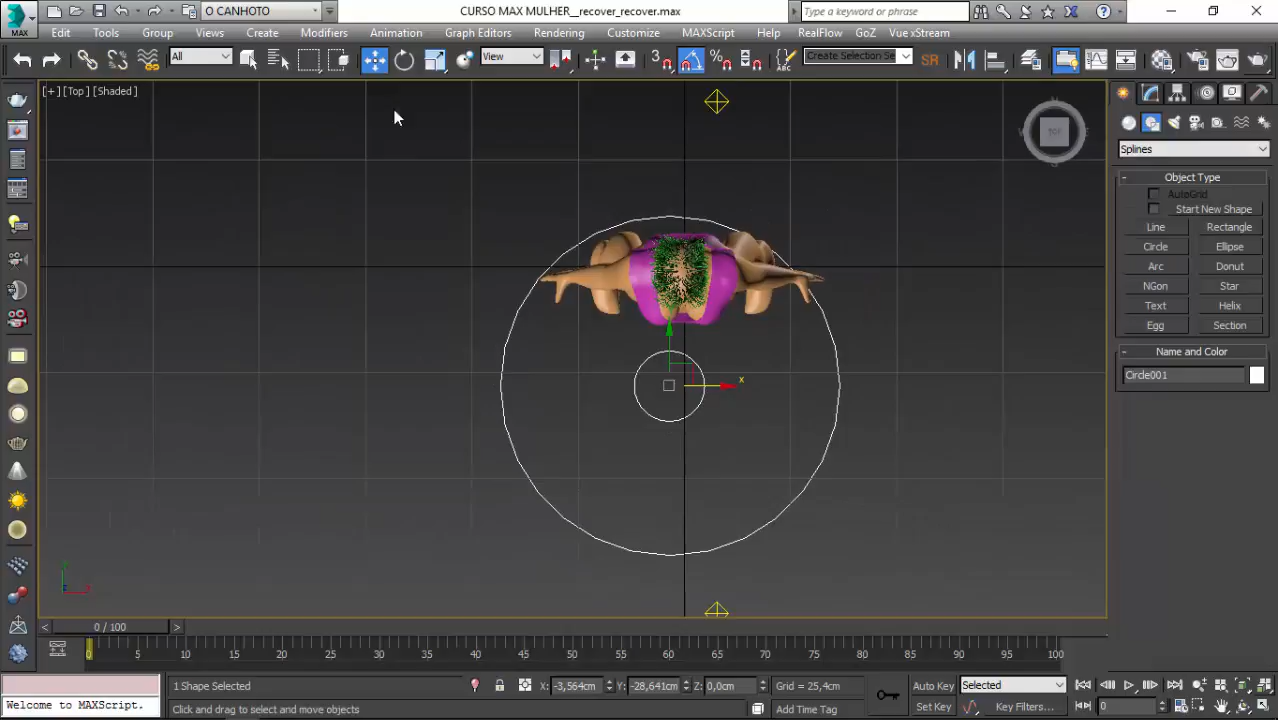 O CANHOTO
CURSO MAX MULHER__recover_recover.max
Type a keyword or phrase
MAX
Edit Tools Group Views Create Modifiers Animation Graph Editors Rendering Customize MAXScript Help RealFlow GoZ Vue xStream
All
View
3
Create Selection Se
SR
[+] [Top] [Shaded]
TOP
Splines
- Object Type
AutoGrid
Start New Shape
Line Rectangle
Circle Ellipse
Arc Donut
NGon Star
Text Helix
Egg Section
- Name and Color
Circle001
x
< 0 / 100 >
0 5 10 15 20 25 30 35 40 45 50 55 60 65 70 75 80 85 90 95 100
1 Shape Selected
X: -3,564cm Y: -28,641cm Z: 0,0cm Grid = 25,4cm
Auto Key Selected
Welcome to MAXScript.
Click and drag to select and move objects
Add Time Tag
Set Key Key Filters...
0